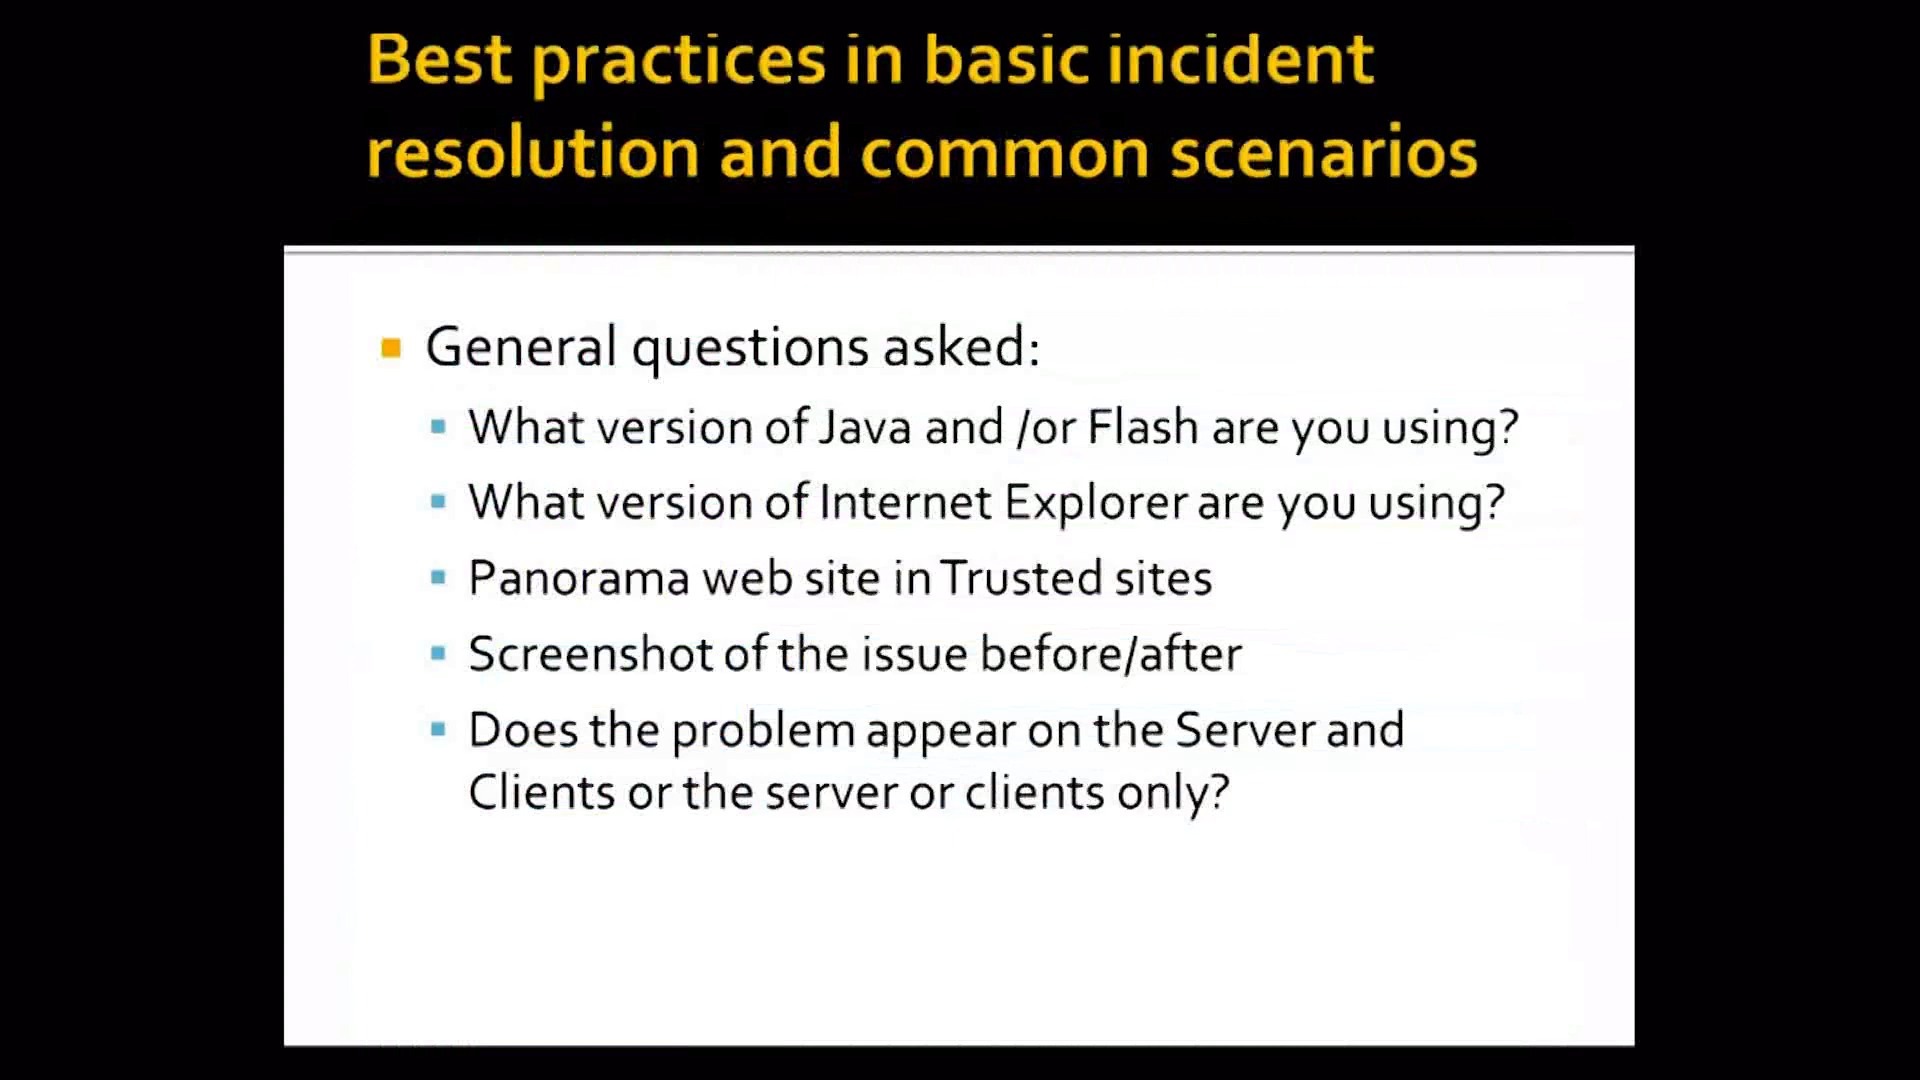 Best practices in basic incident
resolution and common scenarios
General questions asked:
What version of Java and /or Flash are you using?
What version of Internet Explorer are you using?
Panorama web site in Trusted sites
Screenshot of the issue before/after
Does the problem appear on the Server and
Clients or the server or clients only?